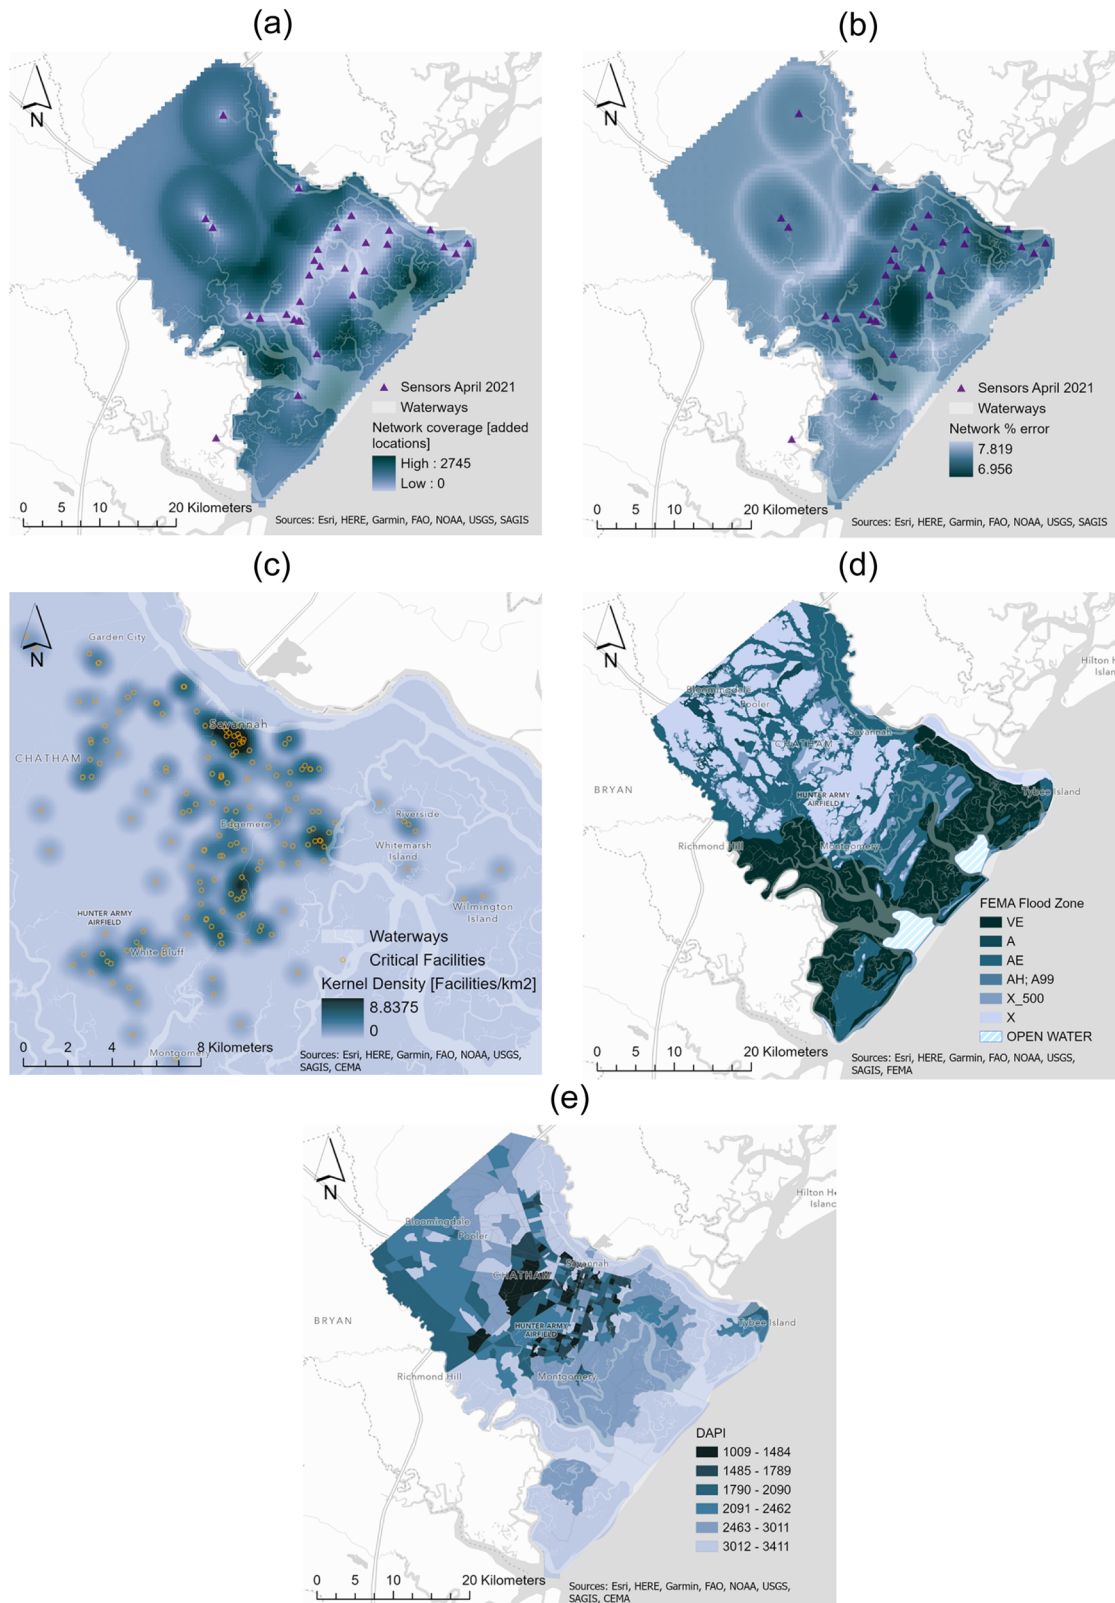 (a)
N
Sensors April 2021
Waterways
Network coverage [added
locations]
High : 2745
Low : 0
0 5 10 20 Kilometers
Sources: Esri, HERE, Garmin, FAO, NOAA, USGS, SAGIS
(b)
N
Sensors April 2021
Waterways
Network % error
7.819
6.956
0 5 10 20 Kilometers
Sources: Esri, HERE, Garmin, FAO, NOAA, USGS, SAGIS
(c)
N
Garden City
Savannah
CHATHAM
Edgemere
Riverside
Whitemarsh
Island
Wilmington
Island
HUNTER ARMY
AIRFIELD
White Bluff
Montgomery
Waterways
Critical Facilities
Kernel Density [Facilities/km2]
8.8375
0
0 2 4 8 Kilometers
Sources: Esri, HERE, Garmin, FAO, NOAA, USGS,
SAGIS, CEMA
(d)
N
Hilton H
Islan
Bloomingdale
Pooler
Savannah
CHATHAM
BRYAN
HUNTER ARMY
AIRFIELD
Tybee Island
Richmond Hill
Montgomery
FEMA Flood Zone
VE
A
AE
AH; A99
X_500
X
OPEN WATER
0 5 10 20 Kilometers
Sources: Esri, HERE, Garmin, FAO, NOAA, USGS,
SAGIS, FEMA
(e)
N
Hilton H
Islanc
Bloomingdale
Pooler
Savannah
CHATHAM
BRYAN
HUNTER ARMY
AIRFIELD
Tybee Island
Richmond Hill
Montgomery
DAPI
1009 - 1484
1485 - 1789
1790 - 2090
2091 - 2462
2463 - 3011
3012 - 3411
0 5 10 20 Kilometers
Sources: Esri, HERE, Garmin, FAO, NOAA, USGS,
SAGIS, CEMA